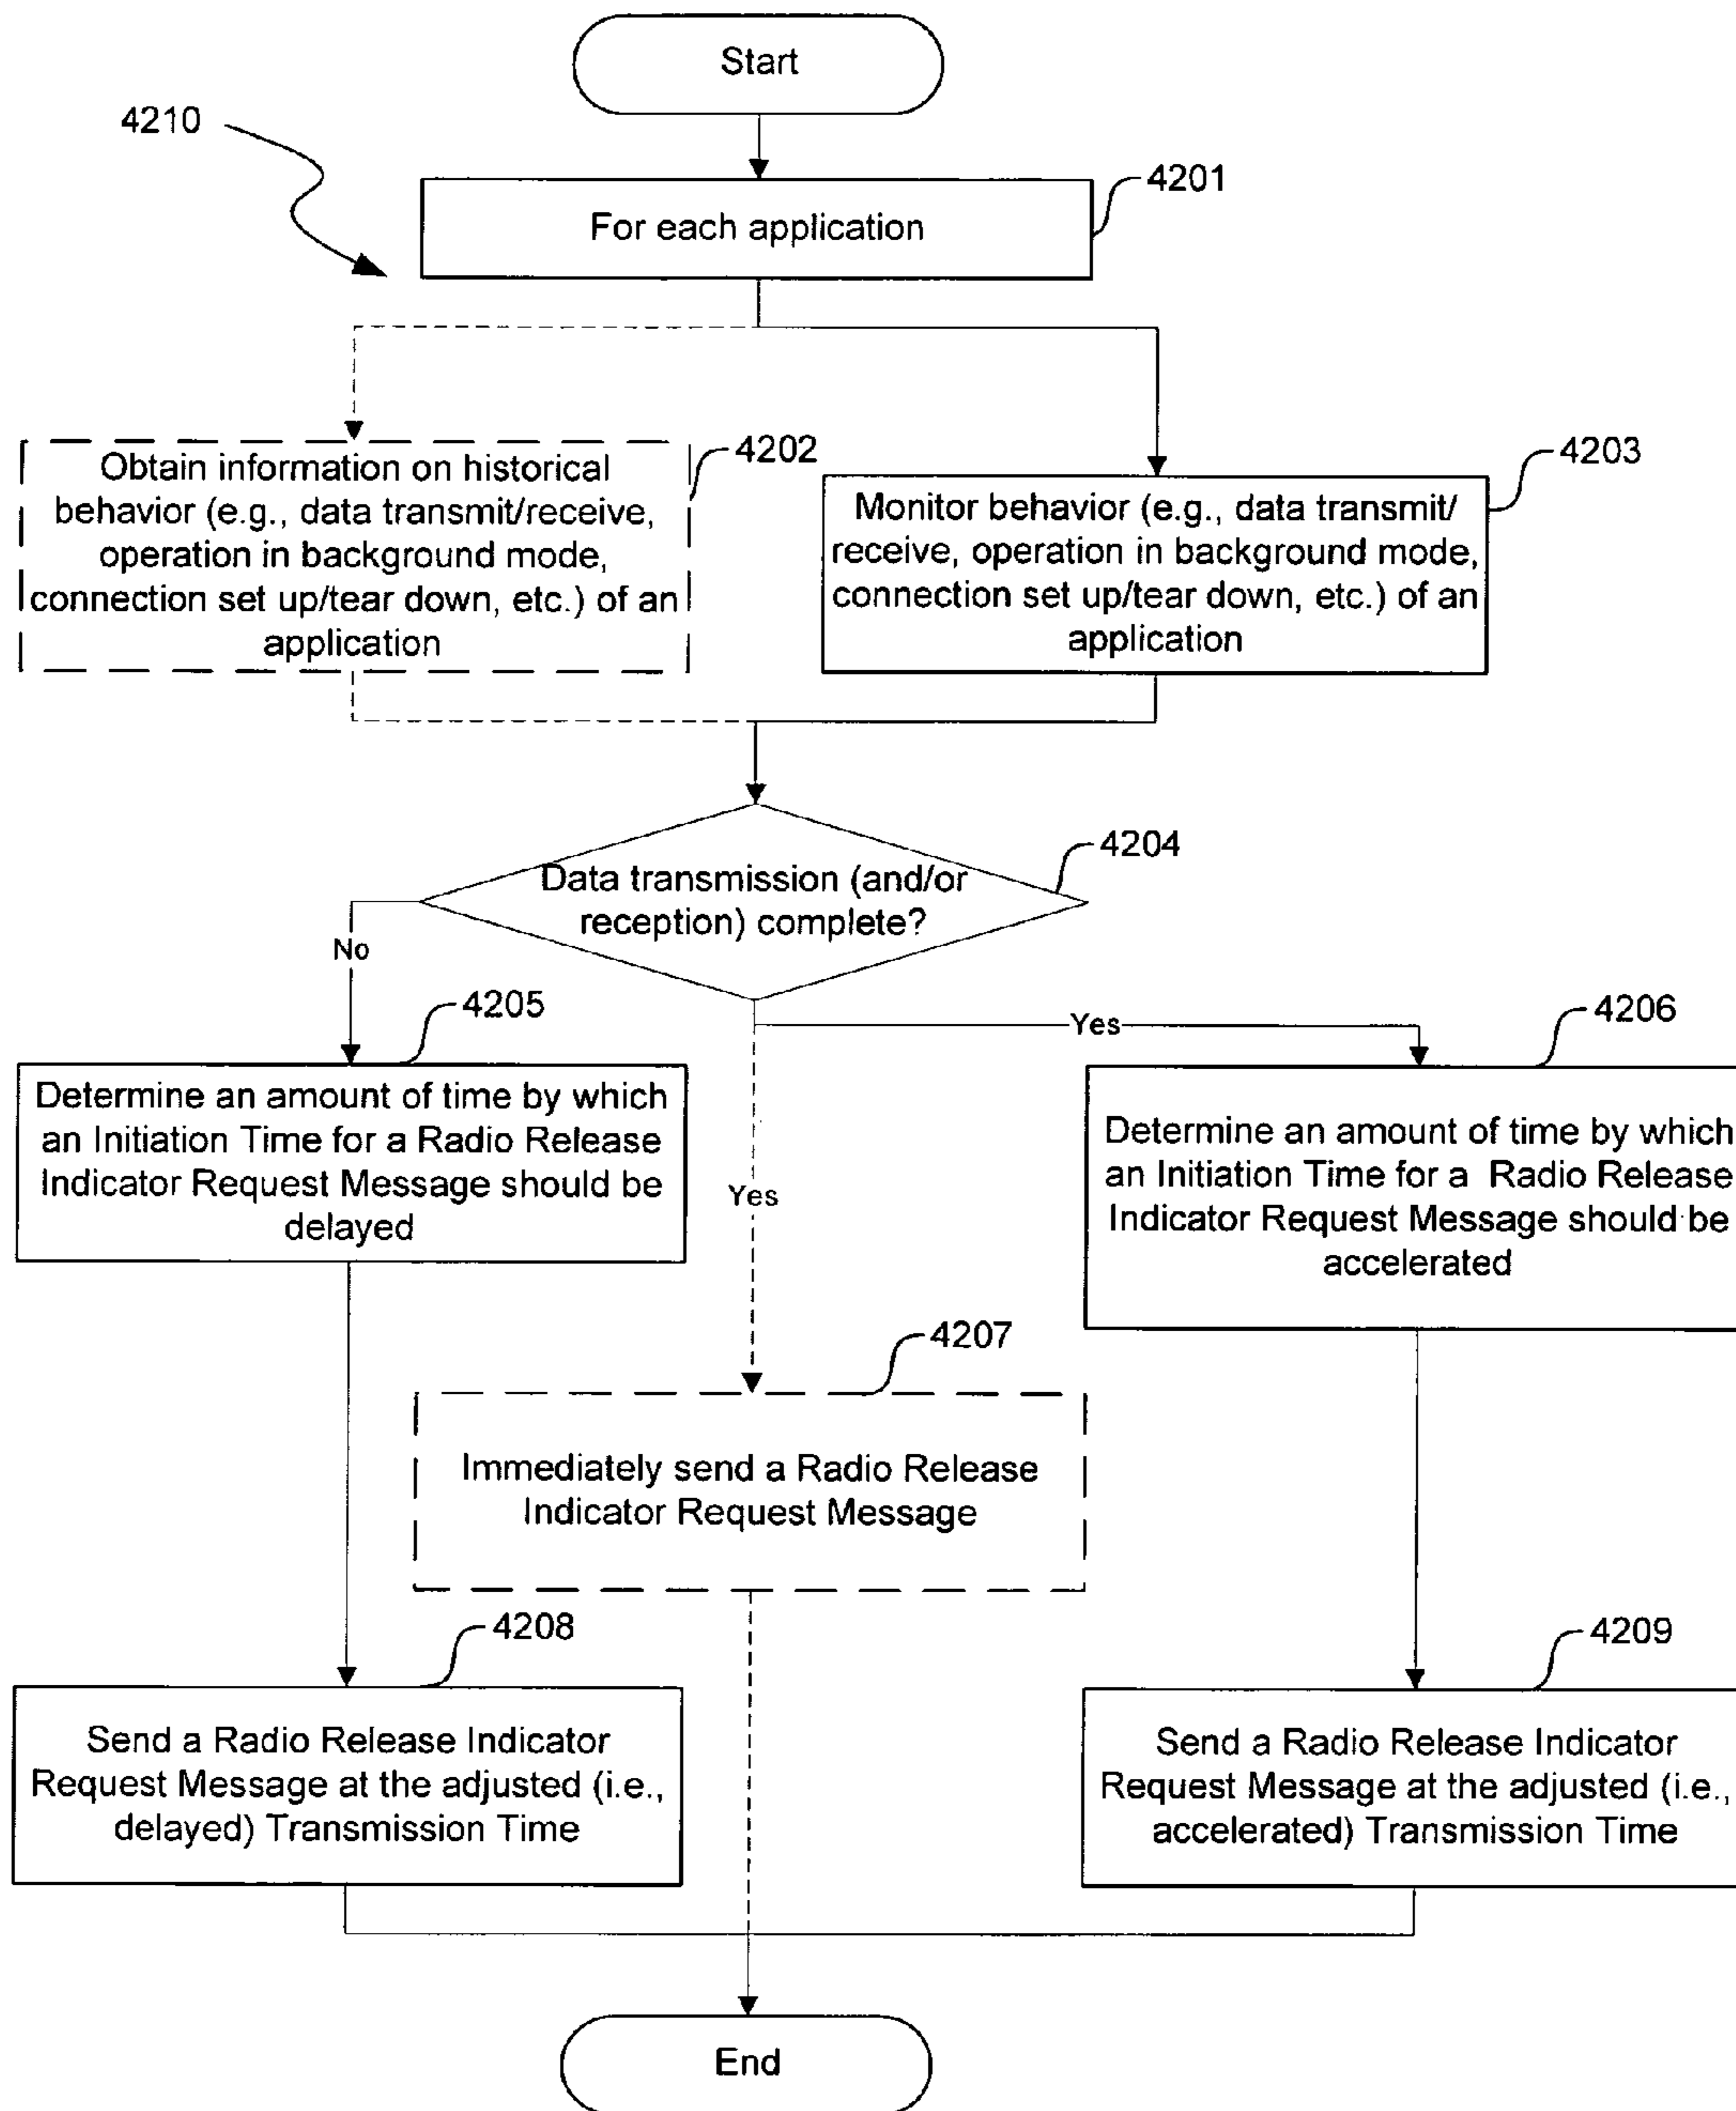 Start
4210
4201
For each application
4202
Obtain information on historical
behavior (e.g., data transmit/receive,
operation in background mode,
connection set up/tear down, etc.) of an
application
4203
Monitor behavior (e.g., data transmit/
receive, operation in background mode,
connection set up/tear down, etc.) of an
application
4204
Data transmission (and/or
reception) complete?
No
Yes
Yes
4205
Determine an amount of time by which
an Initiation Time for a Radio Release
Indicator Request Message should be
delayed
4206
Determine an amount of time by which
an Initiation Time for a Radio Release
Indicator Request Message should be
accelerated
4207
Immediately send a Radio Release
Indicator Request Message
4208
Send a Radio Release Indicator
Request Message at the adjusted (i.e.,
delayed) Transmission Time
4209
Send a Radio Release Indicator
Request Message at the adjusted (i.e.,
accelerated) Transmission Time
End